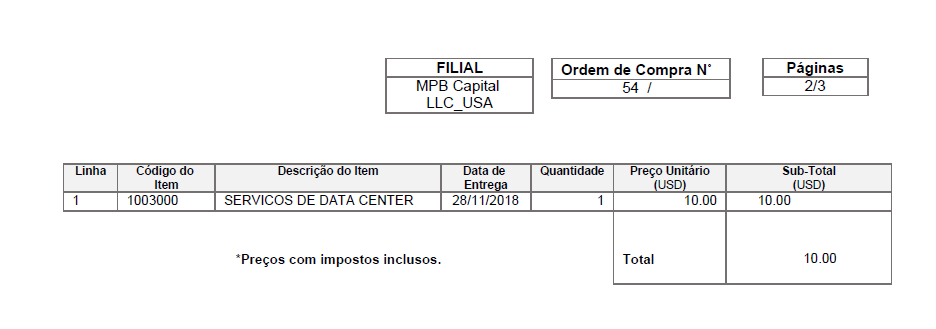 FILIAL
MPB Capital
LLC_USA
Ordem de Compra N°
54 /
Páginas
2/3
Linha Código do Item Descrição do Item Data de Entrega Quantidade Preço Unitário (USD) Sub-Total (USD)
1 1003000 SERVICOS DE DATA CENTER 28/11/2018 1 10.00 10.00
*Preços com impostos inclusos. Total 10.00